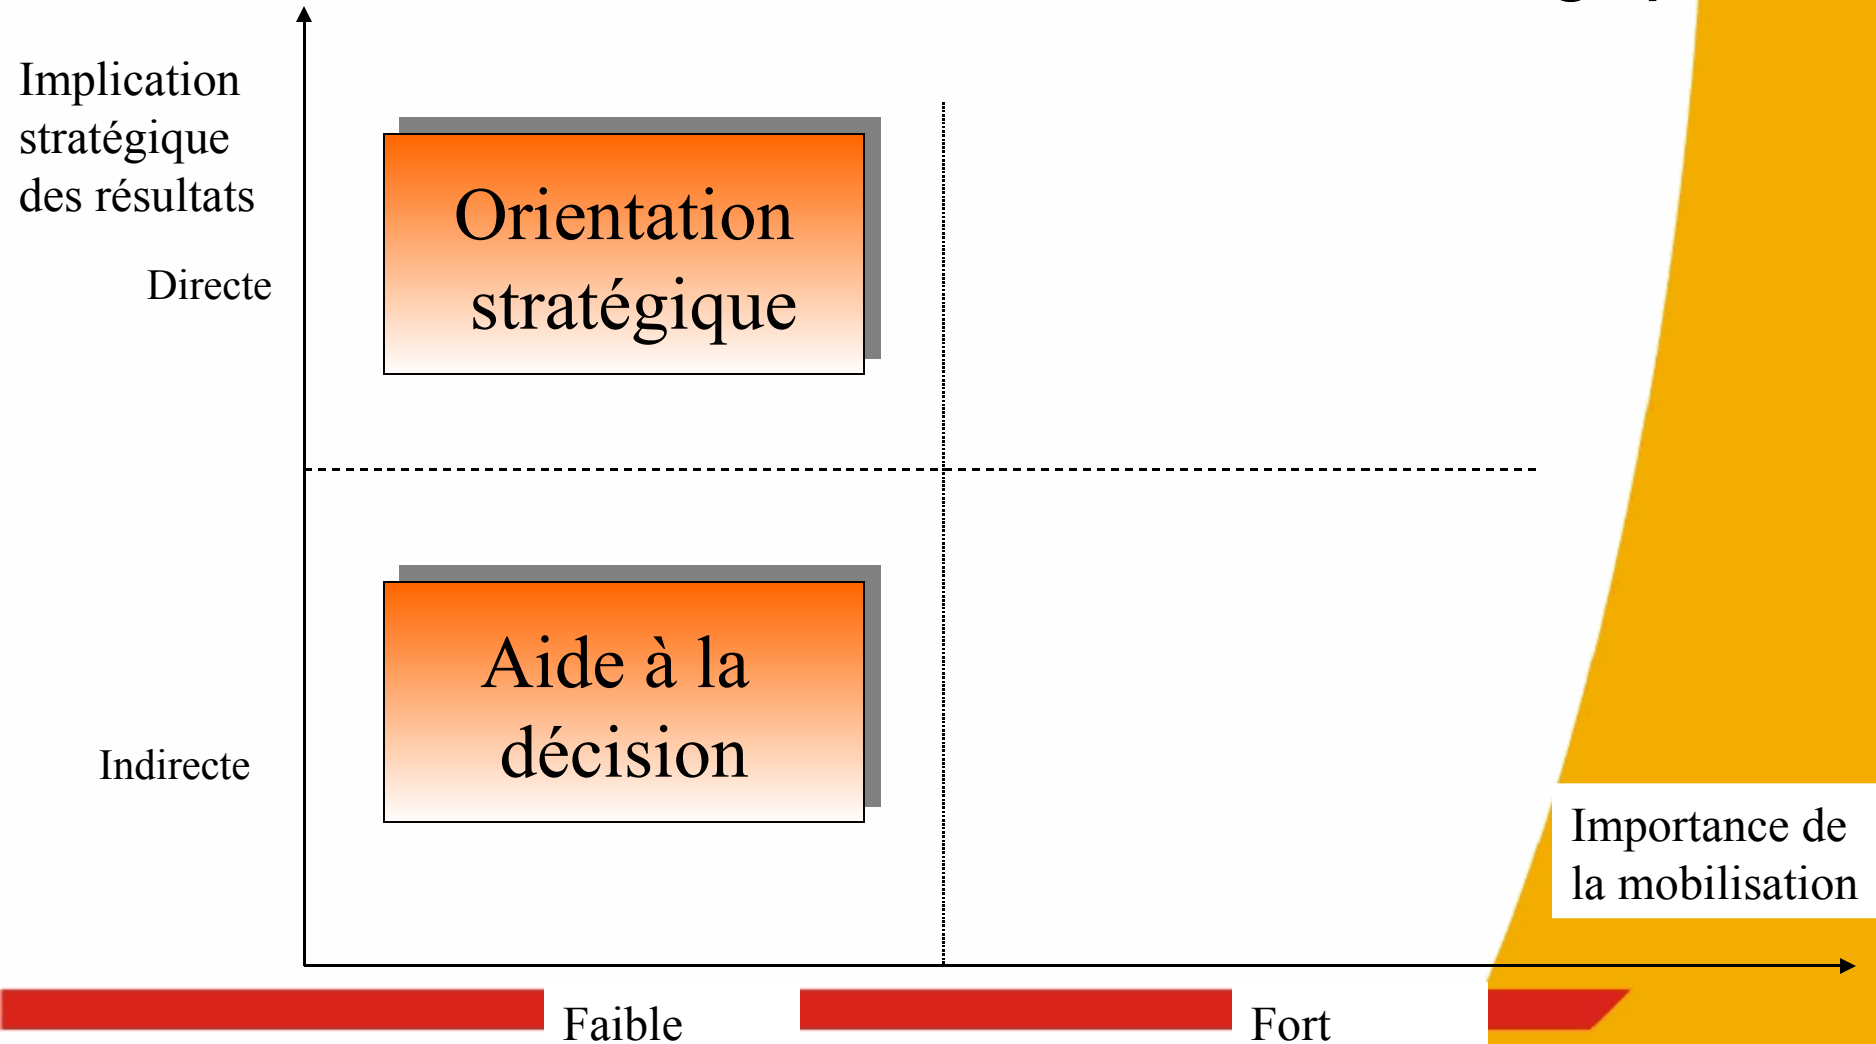 Implication
stratégique
des résultats
Directe
Orientation
stratégique
Aide à la
décision
Indirecte
Importance de
la mobilisation
Faible
Fort